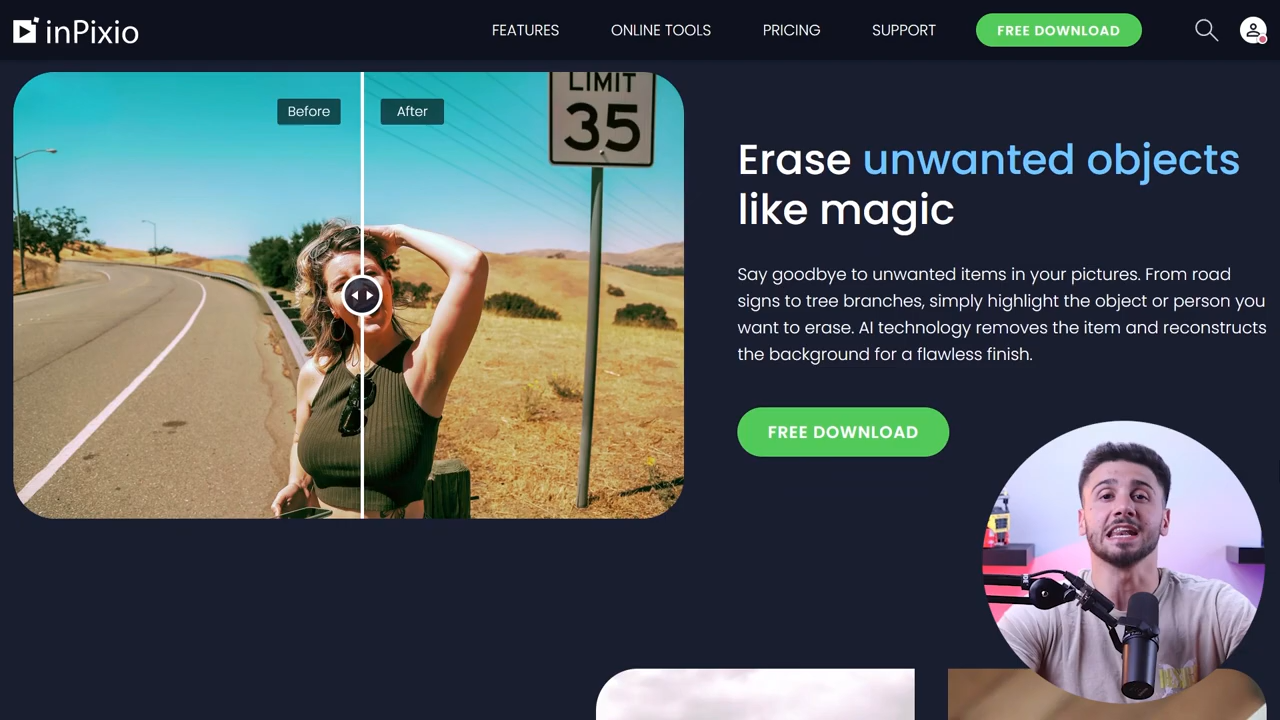 inPixio
FEATURES
ONLINE TOOLS
PRICING
SUPPORT
FREE DOWNLOAD
Before
After
LIMIT
35
Erase unwanted objects
like magic
Say goodbye to unwanted items in your pictures. From road
signs to tree branches, simply highlight the object or person you
want to erase. AI technology removes the item and reconstructs
the background for a flawless finish.
FREE DOWNLOAD